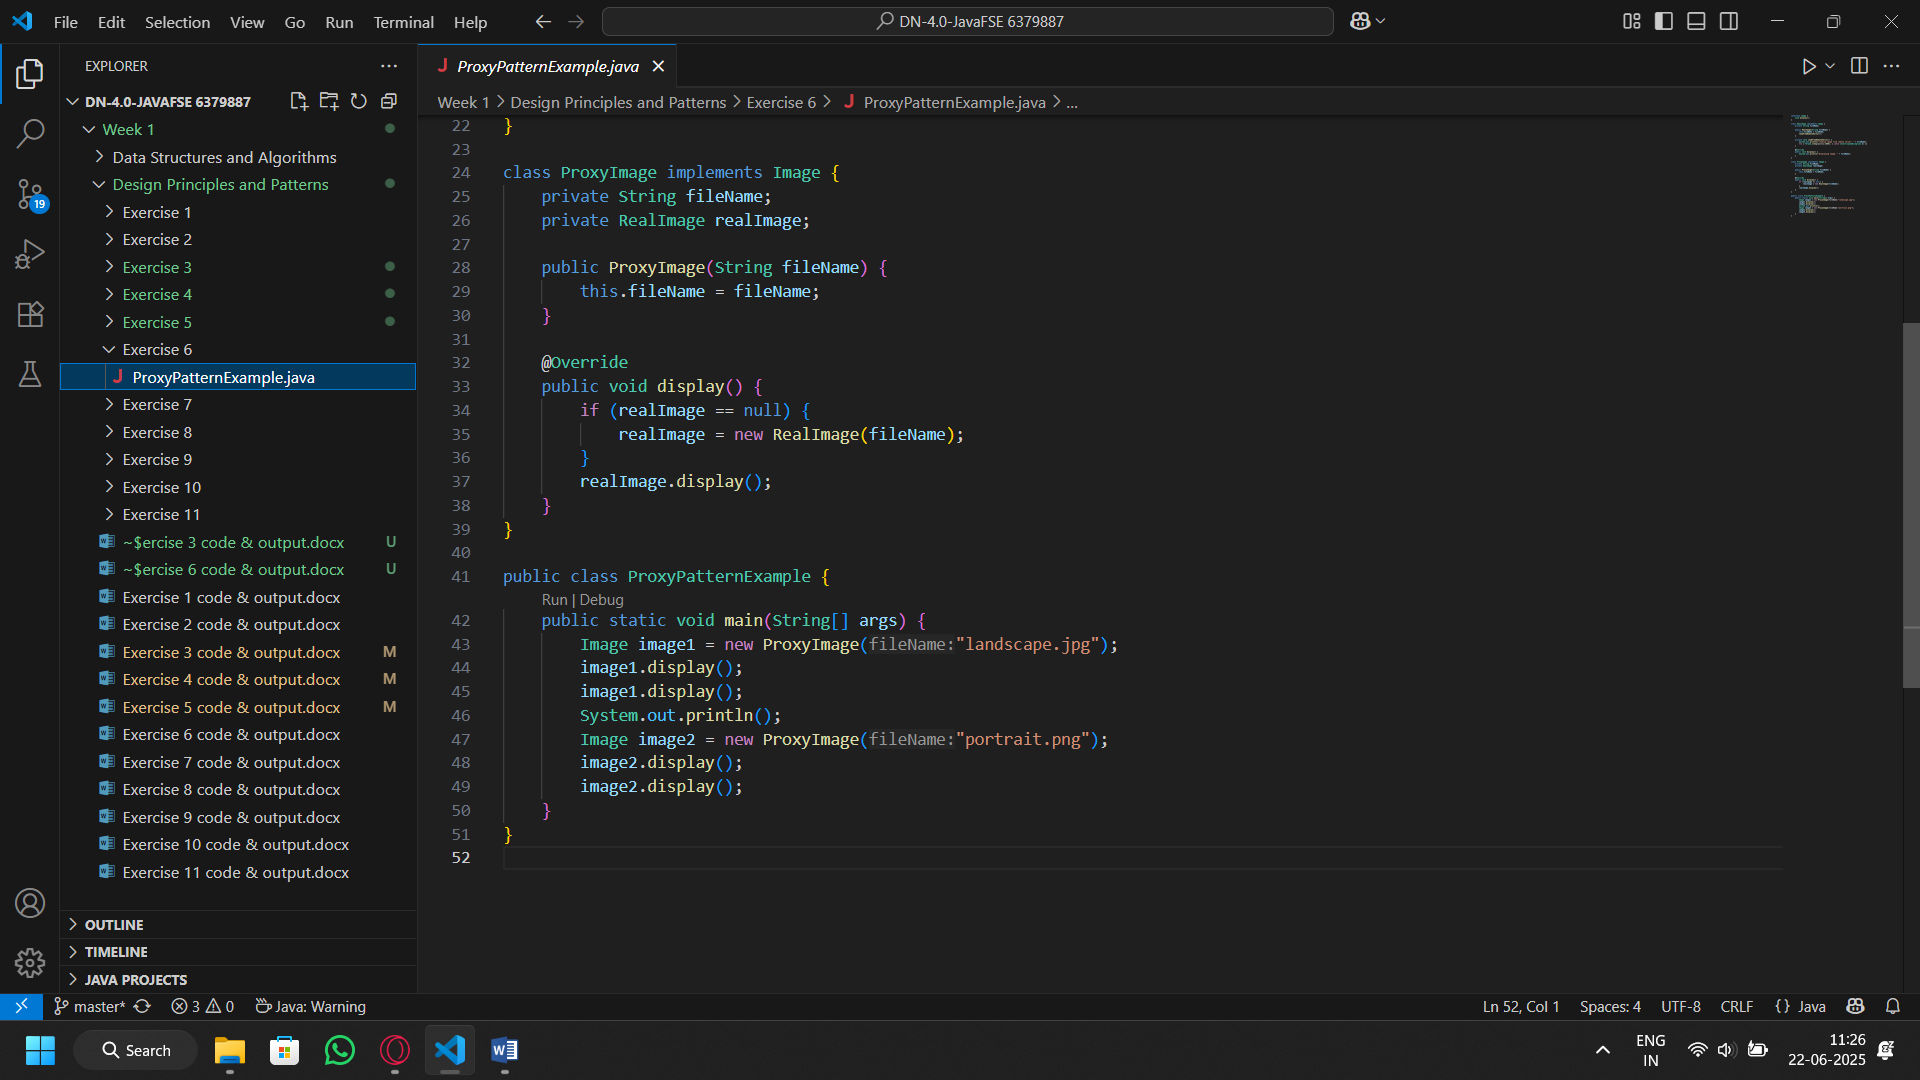 File Edit Selection View Go Run Terminal Help
DN-4.0-JavaFSE 6379887
EXPLORER
DN-4.0-JAVAFSE 6379887
Week 1
Data Structures and Algorithms
Design Principles and Patterns
Exercise 1
Exercise 2
Exercise 3
Exercise 4
Exercise 5
Exercise 6
ProxyPatternExample.java
Exercise 7
Exercise 8
Exercise 9
Exercise 10
Exercise 11
~$ercise 3 code & output.docx U
~$ercise 6 code & output.docx U
Exercise 1 code & output.docx
Exercise 2 code & output.docx
Exercise 3 code & output.docx M
Exercise 4 code & output.docx M
Exercise 5 code & output.docx M
Exercise 6 code & output.docx
Exercise 7 code & output.docx
Exercise 8 code & output.docx
Exercise 9 code & output.docx
Exercise 10 code & output.docx
Exercise 11 code & output.docx
OUTLINE
TIMELINE
JAVA PROJECTS
19
J ProxyPatternExample.java
Week 1 > Design Principles and Patterns > Exercise 6 > J ProxyPatternExample.java > ...
22 }
23
24 class ProxyImage implements Image {
25     private String fileName;
26     private RealImage realImage;
27
28     public ProxyImage(String fileName) {
29         this.fileName = fileName;
30     }
31
32     @Override
33     public void display() {
34         if (realImage == null) {
35             realImage = new RealImage(fileName);
36         }
37         realImage.display();
38     }
39 }
40
41 public class ProxyPatternExample {
Run | Debug
42     public static void main(String[] args) {
43         Image image1 = new ProxyImage(fileName:"landscape.jpg");
44         image1.display();
45         image1.display();
46         System.out.println();
47         Image image2 = new ProxyImage(fileName:"portrait.png");
48         image2.display();
49         image2.display();
50     }
51 }
52
master* 3 0 Java: Warning
Ln 52, Col 1 Spaces: 4 UTF-8 CRLF {} Java
Search
ENG
IN
11:26
22-06-2025